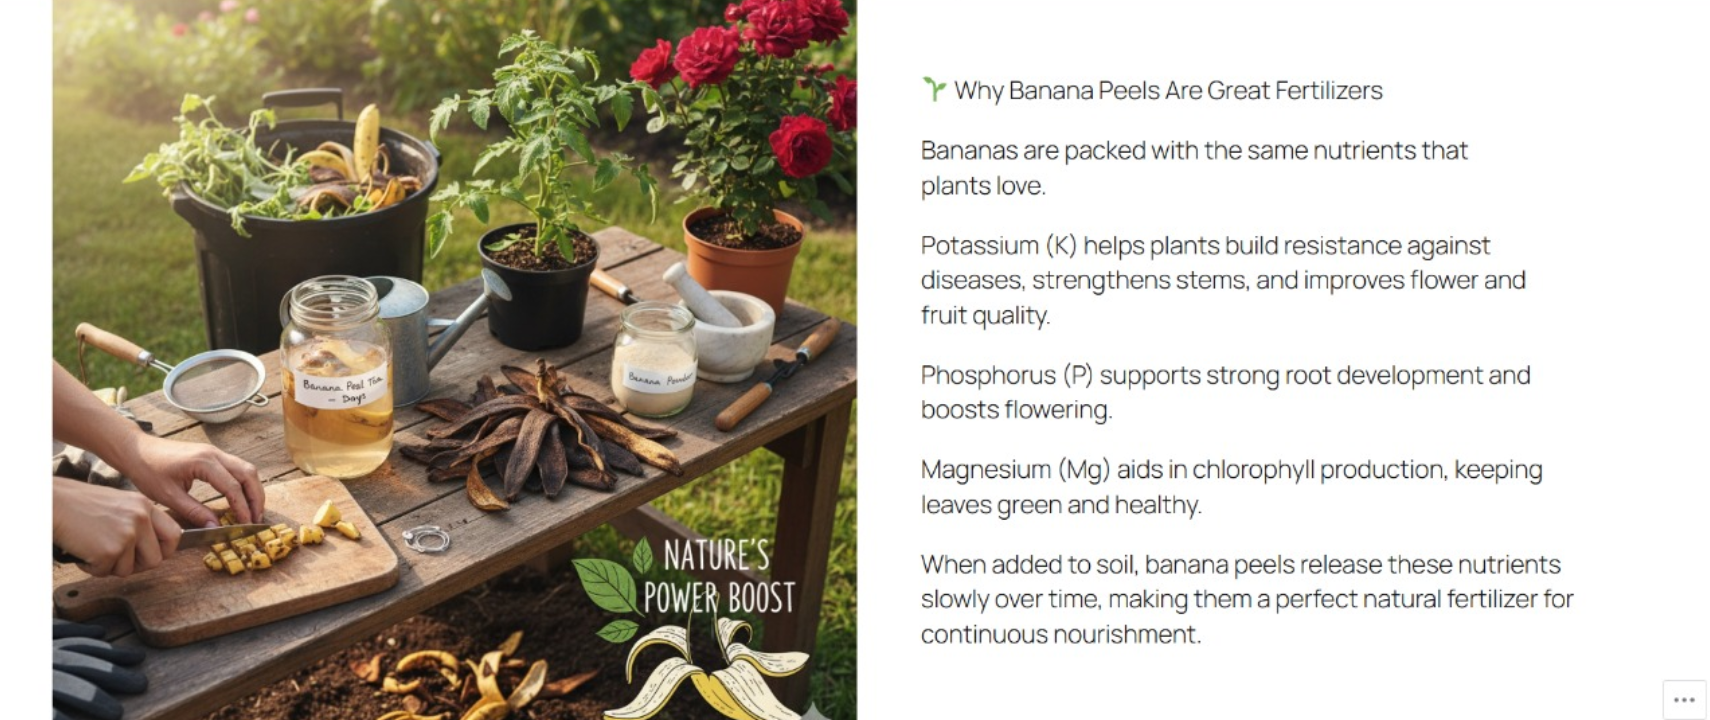 Banana Peel Tea
- Days
Banana Powder
NATURE'S
POWER BOOST
Why Banana Peels Are Great Fertilizers
Bananas are packed with the same nutrients that
plants love.
Potassium (K) helps plants build resistance against
diseases, strengthens stems, and improves flower and
fruit quality.
Phosphorus (P) supports strong root development and
boosts flowering.
Magnesium (Mg) aids in chlorophyll production, keeping
leaves green and healthy.
When added to soil, banana peels release these nutrients
slowly over time, making them a perfect natural fertilizer for
continuous nourishment.